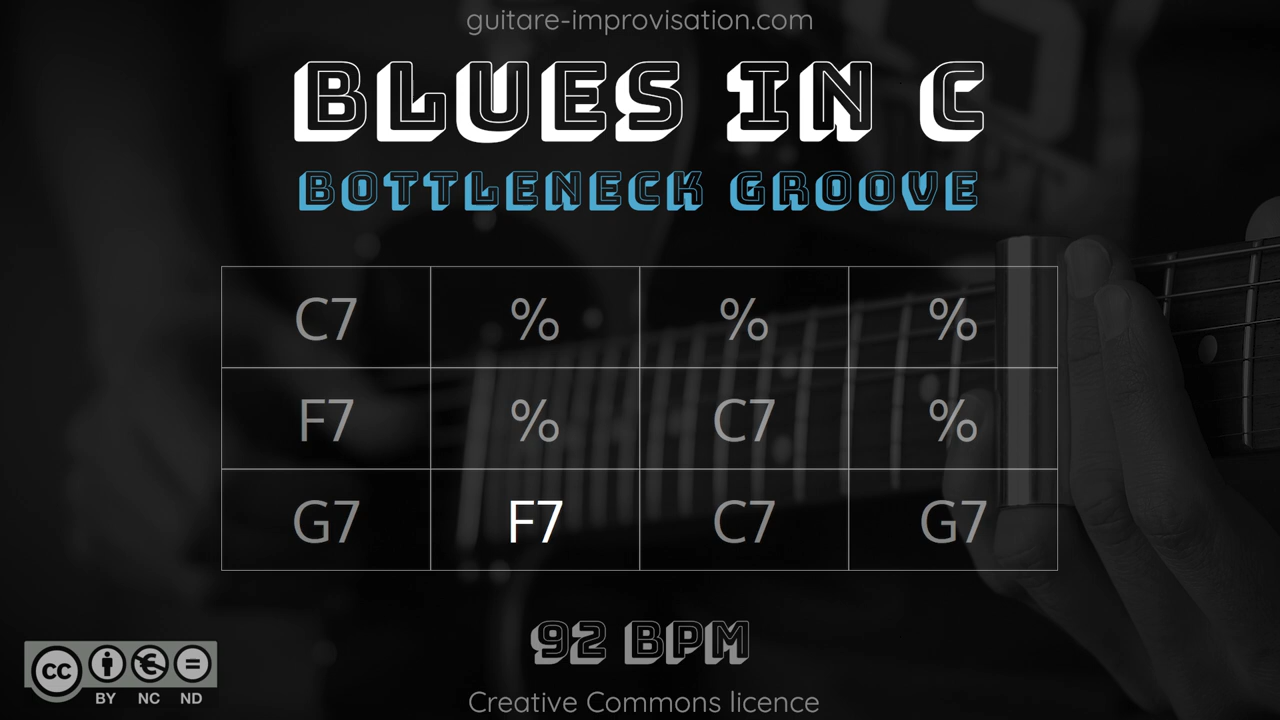 guitare-improvisation.com
BLUES IN C
BOTTLENECK GROOVE
C7 % % %
F7 % C7 %
G7 F7 C7 G7
92 BPM
cc BY NC ND
Creative Commons licence